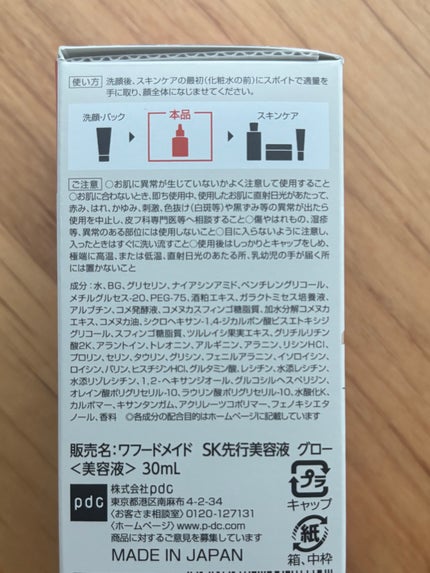 使い方 洗顔後、スキンケアの最初(化粧水の前)にスポイトで適量を
手に取り、顔全体になじませてください。
洗顔・パック 本品 スキンケア
ご注意 ○お肌に異常が生じていないかよく注意して使用すること
○お肌に合わないとき、即ち使用中、使用したお肌に直射日光があたって、
赤み、はれ、かゆみ、刺激、色抜け(白斑等)や黒ずみ等の異常が出たら
使用を中止し、皮フ科専門医等へ相談すること○傷やはれもの、湿疹
等、異常のある部位には使用しないこと○目に入らないように注意し、
入ったときはすぐに洗い流すこと○使用後はしっかりとキャップをしめ、
極端に高温、または低温、直射日光のあたる所、乳幼児の手が届く所
には置かないこと
成分:水、BG、グリセリン、ナイアシンアミド、ペンチレングリコール、
メチルグルセス-20、PEG-75、酒粕エキス、ガラクトミセス培養液、
アルブチン、コメ発酵液、コメヌカスフィンゴ糖脂質、加水分解コメヌカ
エキス、コメヌカ油、シクロヘキサン-1,4-ジカルボン酸ビスエトキシジ
グリコール、スフィンゴ糖脂質、ツルレイシ果実エキス、グリチルリチン
酸2K、アラントイン、トレオニン、アルギニン、アラニン、リシンHCl、
プロリン、セリン、タウリン、グリシン、フェニルアラニン、イソロイシン、
ロイシン、バリン、ヒスチジンHCl、グルタミン酸、レシチン、水添レシチン、
水添リゾレシチン、1,2-ヘキサンジオール、グルコシルヘスペリジン、
オレイン酸ポリグリセリル-10、ラウリン酸ポリグリセリル-10、水酸化K、
カルボマー、キサンタンガム、アクリレーツコポリマー、フェノキシエタ
ノール、香料 ◎各成分の配合目的はホームページに記載しています
販売名:ワフードメイド SK先行美容液 グロー
<美容液> 30mL
pdc 株式会社pdc
東京都港区南麻布4-2-34
<お客さま窓口>0120-127131
<ホームページ>www.p-dc.com
商品に対するご意見を募集しています
MADE IN JAPAN
プラ
キャップ
紙
箱、中枠